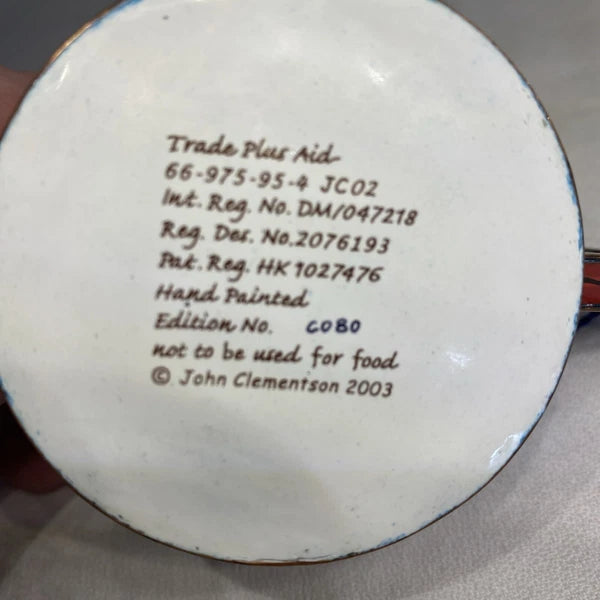 Trade Plus Aid
66-975-95-4 JC02
Int. Reg. No. DM/047218
Reg. Des. No.2076193
Pat. Reg. HK 1027476
Hand Painted
Edition No. C080
not to be used for food
© John Clementson 2003